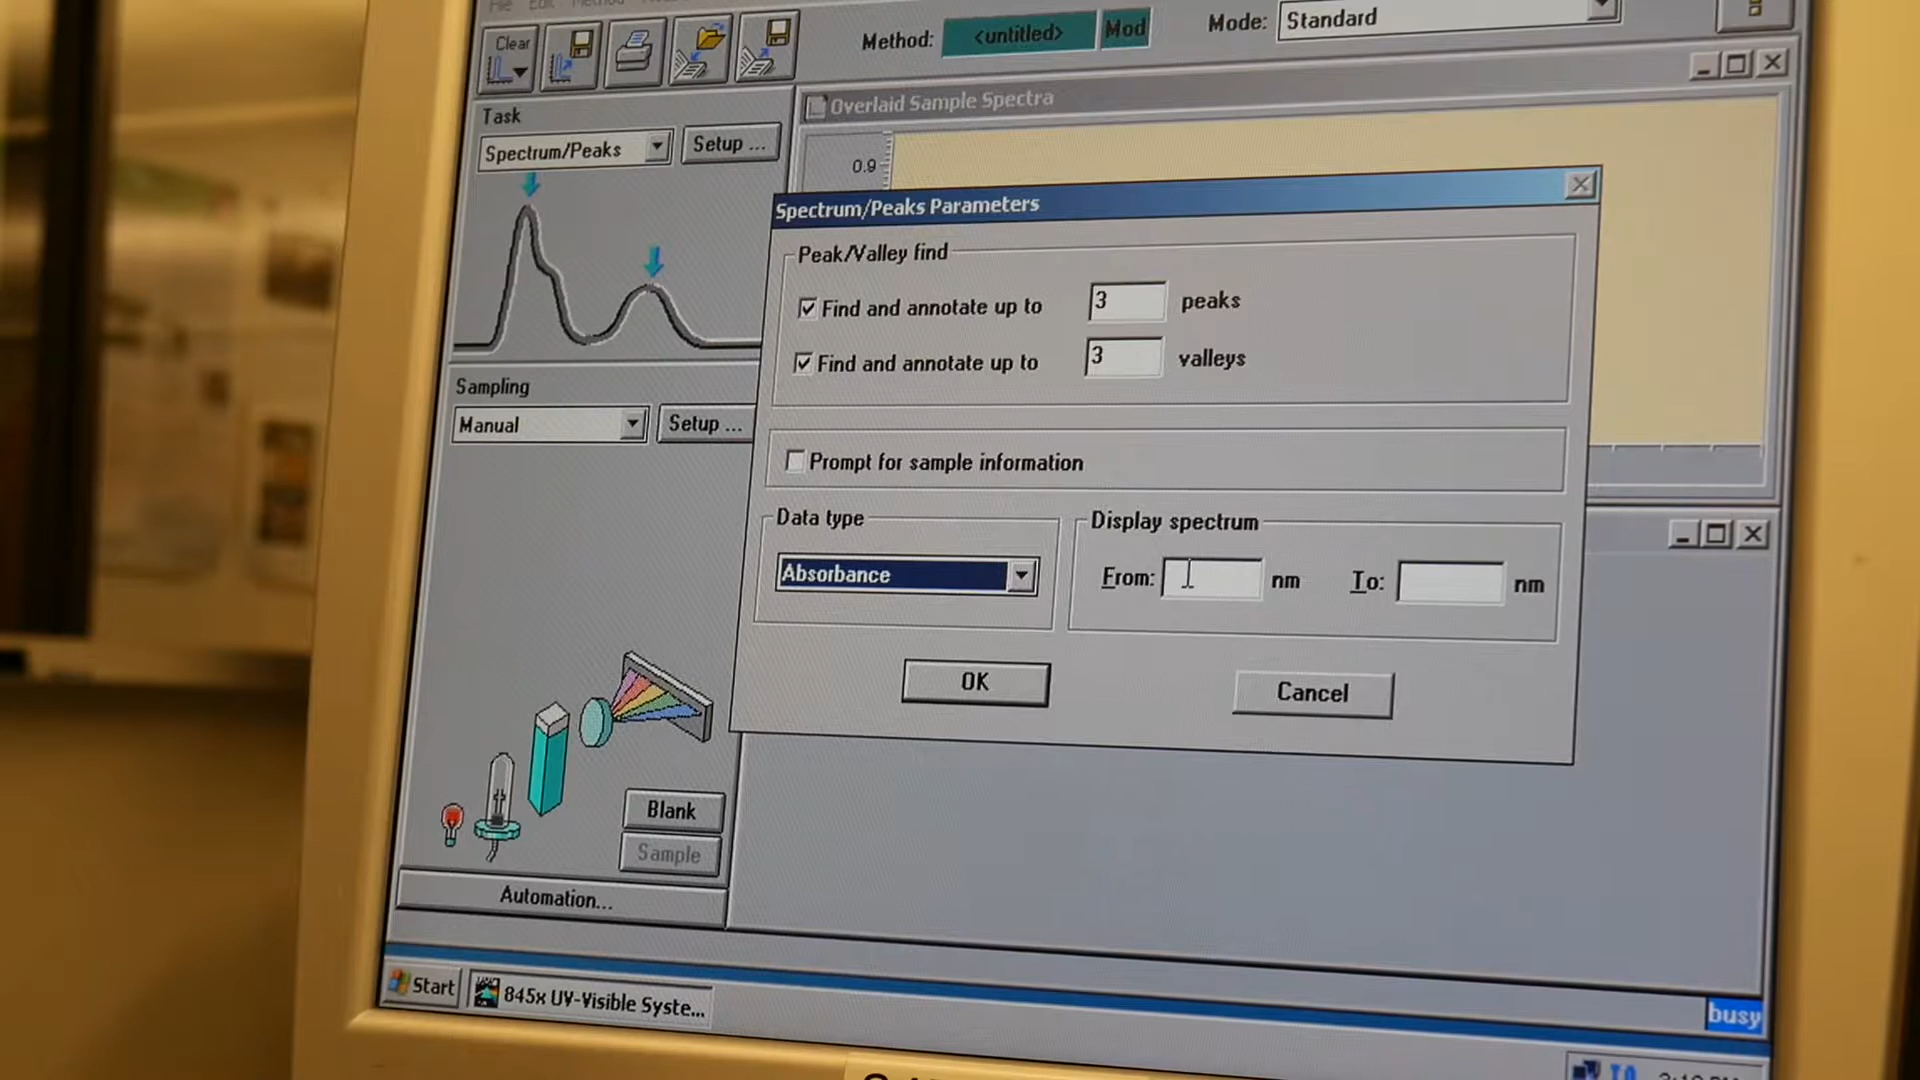 File Edit Method
Clear
Method: <untitled> Mod
Mode: Standard
Task
Spectrum/Peaks Setup ...
Overlaid Sample Spectra
0.9
Spectrum/Peaks Parameters
Peak/Valley find
Find and annotate up to 3 peaks
Find and annotate up to 3 valleys
Sampling
Manual Setup ...
Prompt for sample information
Data type
Absorbance
Display spectrum
From: nm To: nm
OK Cancel
Blank
Sample
Automation...
Start 845x UV-Visible Syste...
busy